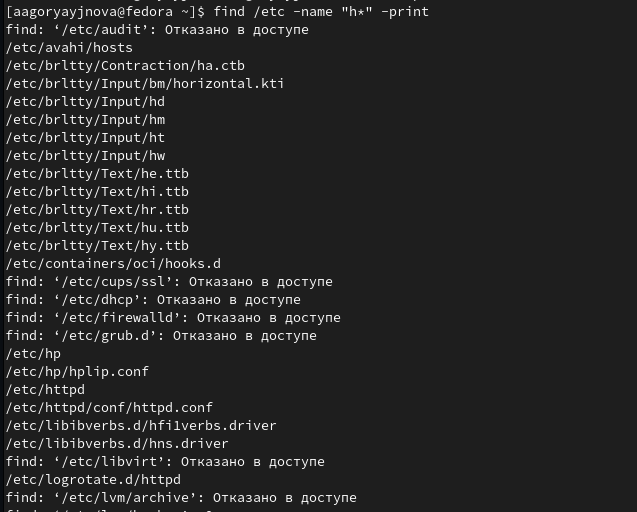 [aagoryayjnova@fedora ~]$ find /etc -name "h*" -print
find: ‘/etc/audit’: Отказано в доступе
/etc/avahi/hosts
/etc/brltty/Contraction/ha.ctb
/etc/brltty/Input/bm/horizontal.kti
/etc/brltty/Input/hd
/etc/brltty/Input/hm
/etc/brltty/Input/ht
/etc/brltty/Input/hw
/etc/brltty/Text/he.ttb
/etc/brltty/Text/hi.ttb
/etc/brltty/Text/hr.ttb
/etc/brltty/Text/hu.ttb
/etc/brltty/Text/hy.ttb
/etc/containers/oci/hooks.d
find: ‘/etc/cups/ssl’: Отказано в доступе
find: ‘/etc/dhcp’: Отказано в доступе
find: ‘/etc/firewalld’: Отказано в доступе
find: ‘/etc/grub.d’: Отказано в доступе
/etc/hp
/etc/hp/hplip.conf
/etc/httpd
/etc/httpd/conf/httpd.conf
/etc/libibverbs.d/hfi1verbs.driver
/etc/libibverbs.d/hns.driver
find: ‘/etc/libvirt’: Отказано в доступе
/etc/logrotate.d/httpd
find: ‘/etc/lvm/archive’: Отказано в доступе